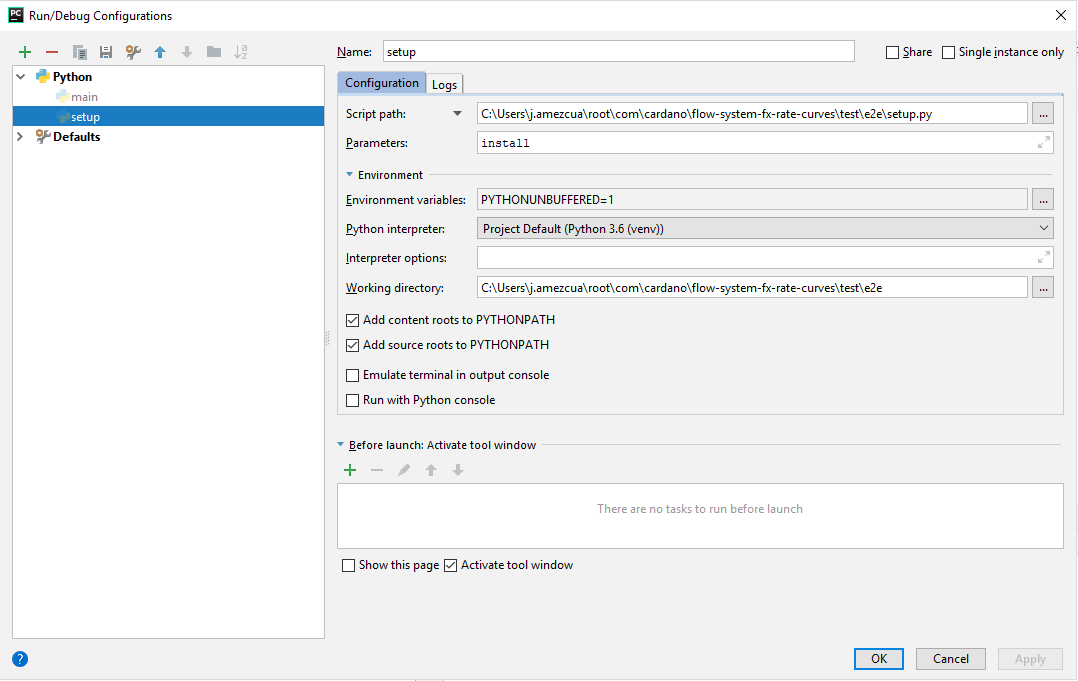 PC Run/Debug Configurations
Name: setup
Share
Single instance only
Python
main
setup
Defaults
Configuration
Logs
Script path: C:\Users\j.amezcua\root\com\cardano\flow-system-fx-rate-curves\test\e2e\setup.py ...
Parameters: install
Environment
Environment variables: PYTHONUNBUFFERED=1 ...
Python interpreter: Project Default (Python 3.6 (venv))
Interpreter options:
Working directory: C:\Users\j.amezcua\root\com\cardano\flow-system-fx-rate-curves\test\e2e ...
Add content roots to PYTHONPATH
Add source roots to PYTHONPATH
Emulate terminal in output console
Run with Python console
Before launch: Activate tool window
There are no tasks to run before launch
Show this page Activate tool window
? OK Cancel Apply